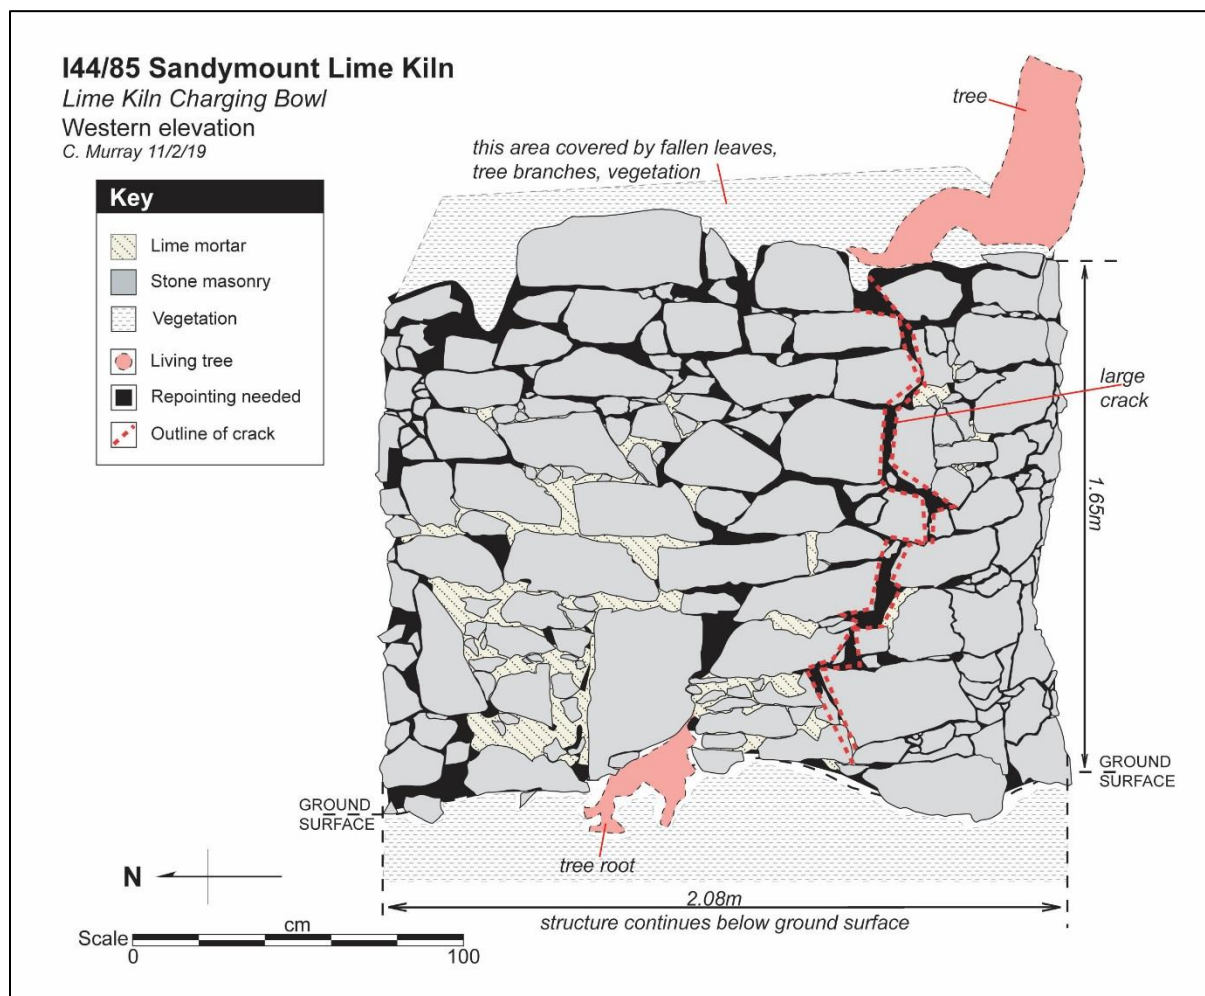 I44/85 Sandymount Lime Kiln
Lime Kiln Charging Bowl
Western elevation
C. Murray 11/2/19
Key
Lime mortar
Stone masonry
Vegetation
Living tree
Repointing needed
Outline of crack
this area covered by fallen leaves,
tree branches, vegetation
tree
large
crack
1.65m
GROUND
SURFACE
GROUND
SURFACE
tree root
N
2.08m
structure continues below ground surface
Scale
cm
0
100